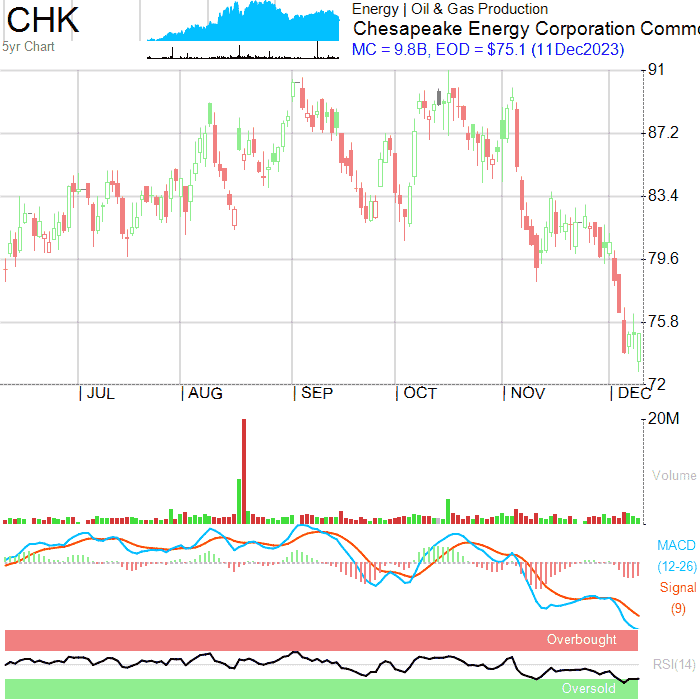 CHK
5yr Chart
Energy | Oil & Gas Production
Chesapeake Energy Corporation Commo
MC = 9.8B, EOD = $75.1 (11Dec2023)
91
87.2
83.4
79.6
75.8
72
| JUL | AUG | SEP | OCT | NOV | DEC
20M
Volume
MACD
(12-26)
Signal
(9)
Overbought
RSI(14)
Oversold